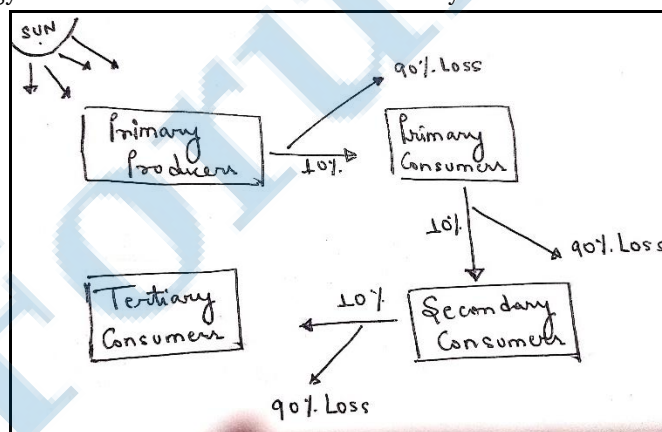 SUN
90% Loss
Primary
Producers
10%
Primary
Consumers
10%
90% Loss
Tertiary
Consumers
10%
Secondary
Consumers
90% Loss